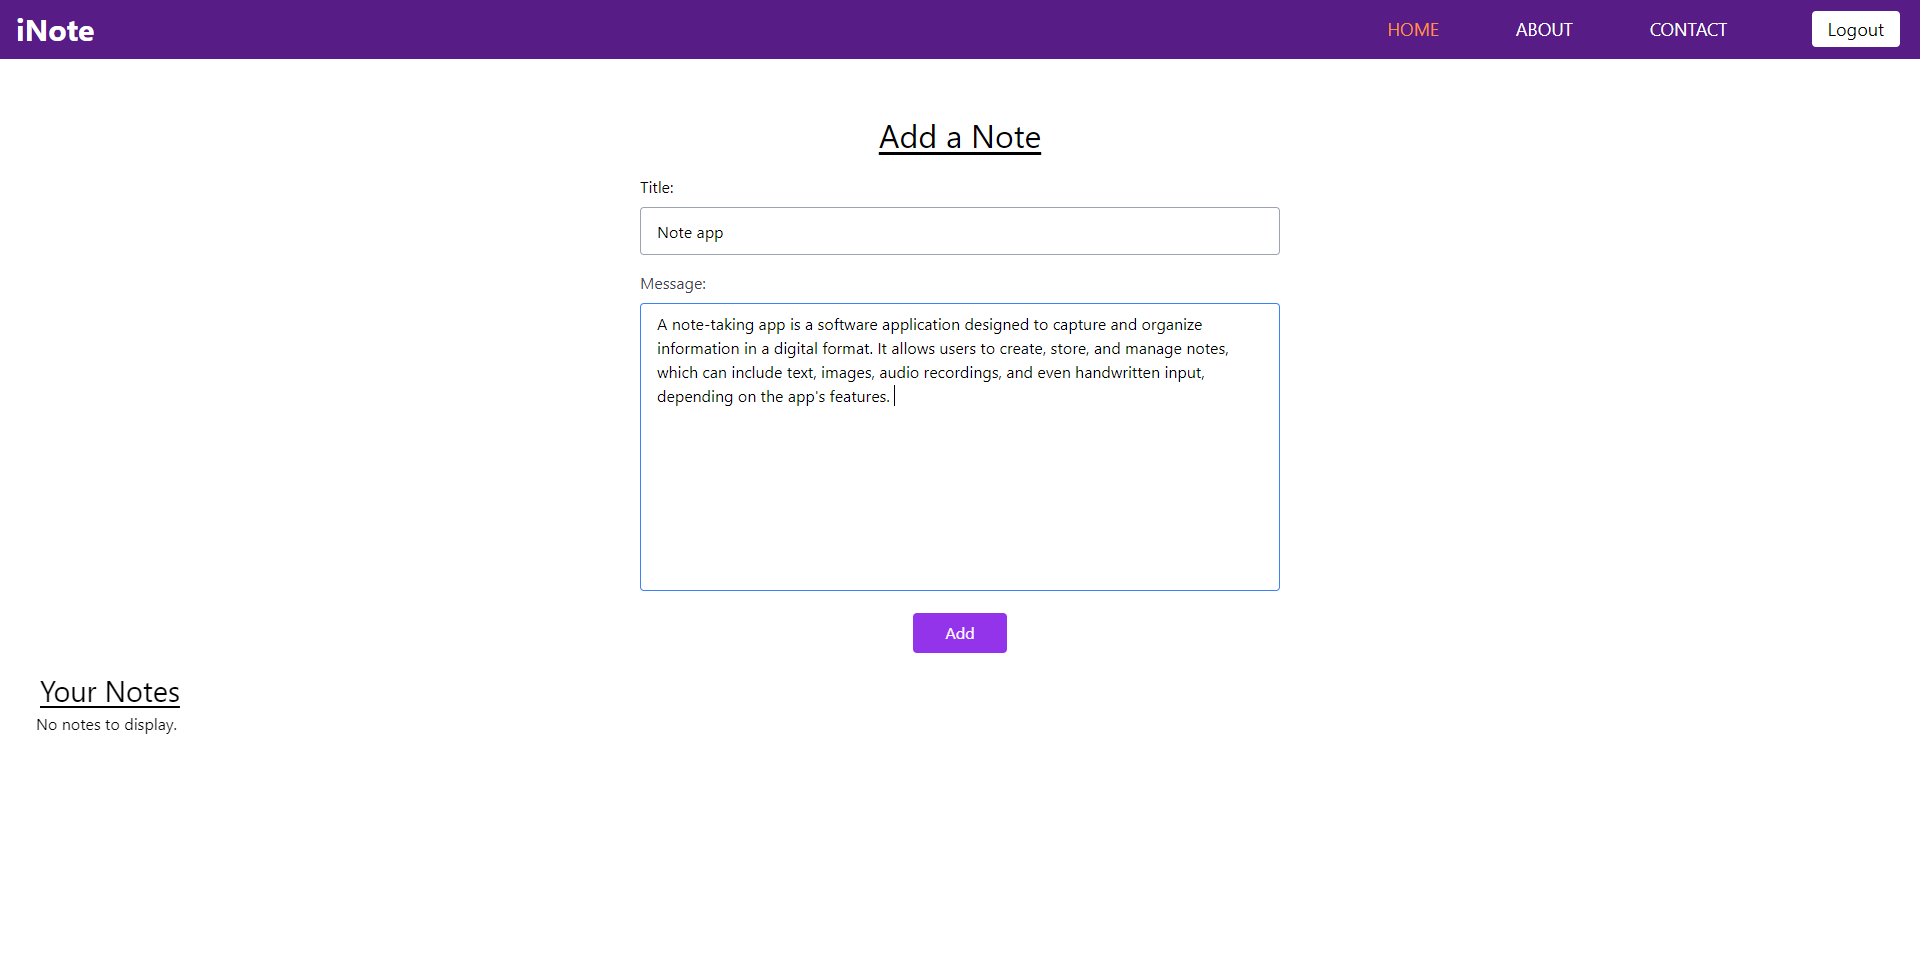 iNote
HOME
ABOUT
CONTACT
Logout
Add a Note
Title:
Note app
Message:
A note-taking app is a software application designed to capture and organize
information in a digital format. It allows users to create, store, and manage notes,
which can include text, images, audio recordings, and even handwritten input,
depending on the app's features.
Add
Your Notes
No notes to display.